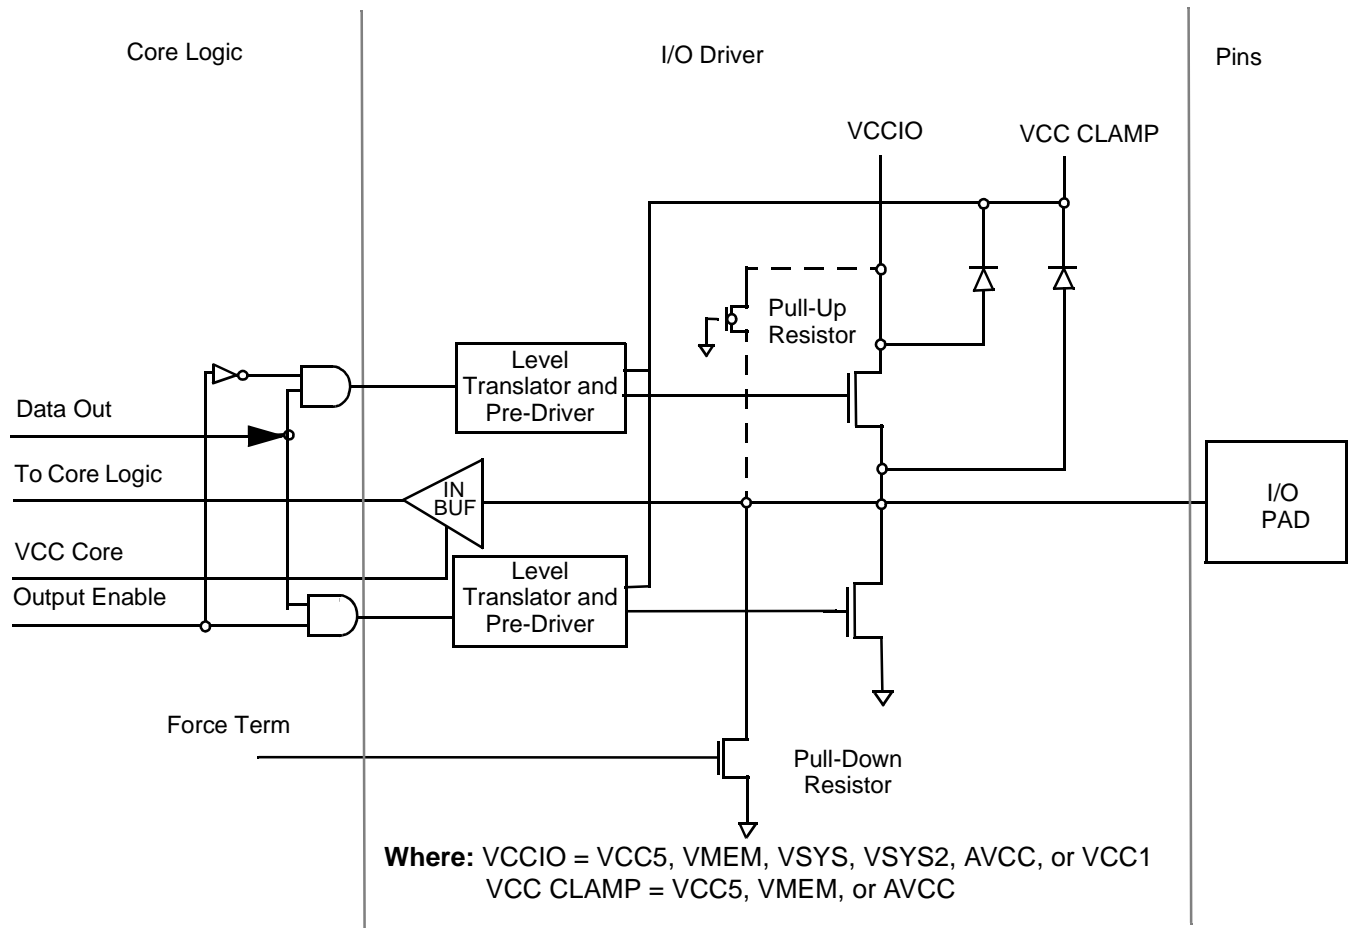 Core Logic
I/O Driver
Pins
VCCIO
VCC CLAMP
Pull-Up
Resistor
Level
Translator and
Pre-Driver
Data Out
To Core Logic
IN
BUF
I/O
PAD
VCC Core
Output Enable
Level
Translator and
Pre-Driver
Force Term
Pull-Down
Resistor
Where: VCCIO = VCC5, VMEM, VSYS, VSYS2, AVCC, or VCC1
VCC CLAMP = VCC5, VMEM, or AVCC